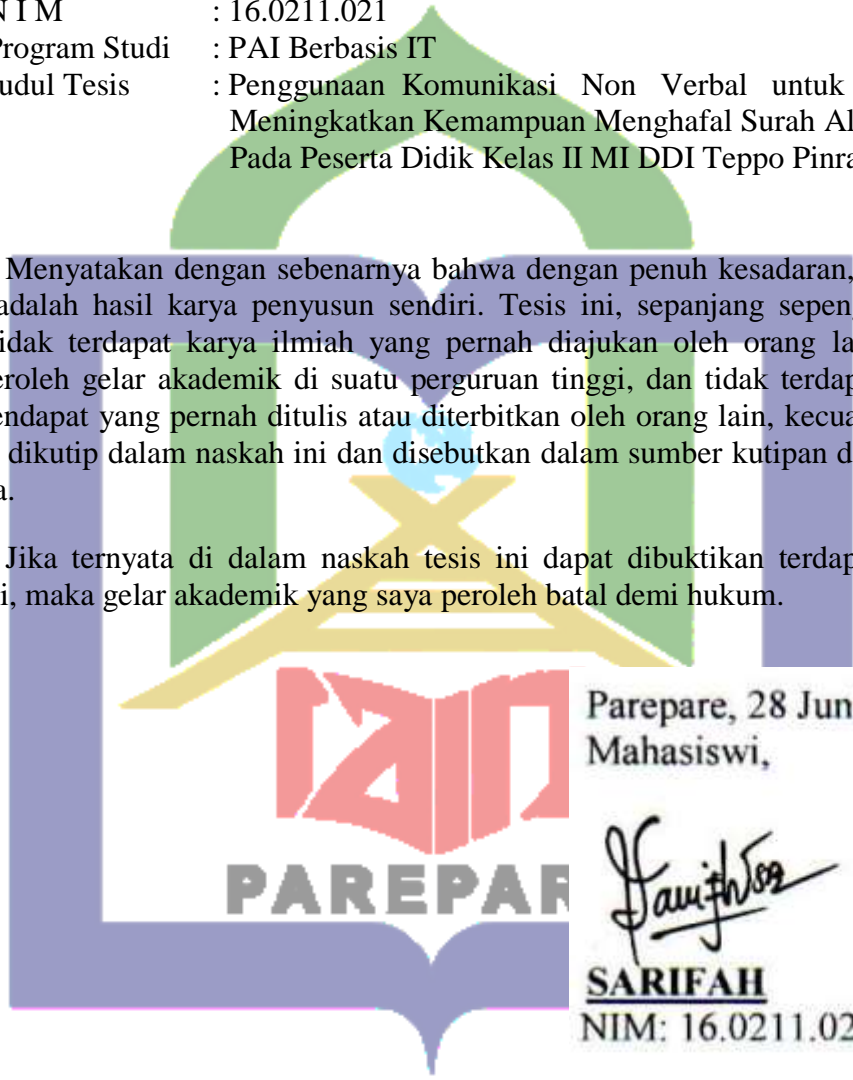 N I M : 16.0211.021
Program Studi : PAI Berbasis IT
udul Tesis : Penggunaan Komunikasi Non Verbal untuk
Meningkatkan Kemampuan Menghafal Surah Al
Pada Peserta Didik Kelas II MI DDI Teppo Pinra
Menyatakan dengan sebenarnya bahwa dengan penuh kesadaran,
adalah hasil karya penyusun sendiri. Tesis ini, sepanjang sepeng
idak terdapat karya ilmiah yang pernah diajukan oleh orang la
eroleh gelar akademik di suatu perguruan tinggi, dan tidak terdap
endapat yang pernah ditulis atau diterbitkan oleh orang lain, kecua
dikutip dalam naskah ini dan disebutkan dalam sumber kutipan d
a.
Jika ternyata di dalam naskah tesis ini dapat dibuktikan terdap
i, maka gelar akademik yang saya peroleh batal demi hukum.
Parepare, 28 Jun
Mahasiswi,
PAREPAR
SARIFAH
NIM: 16.0211.02